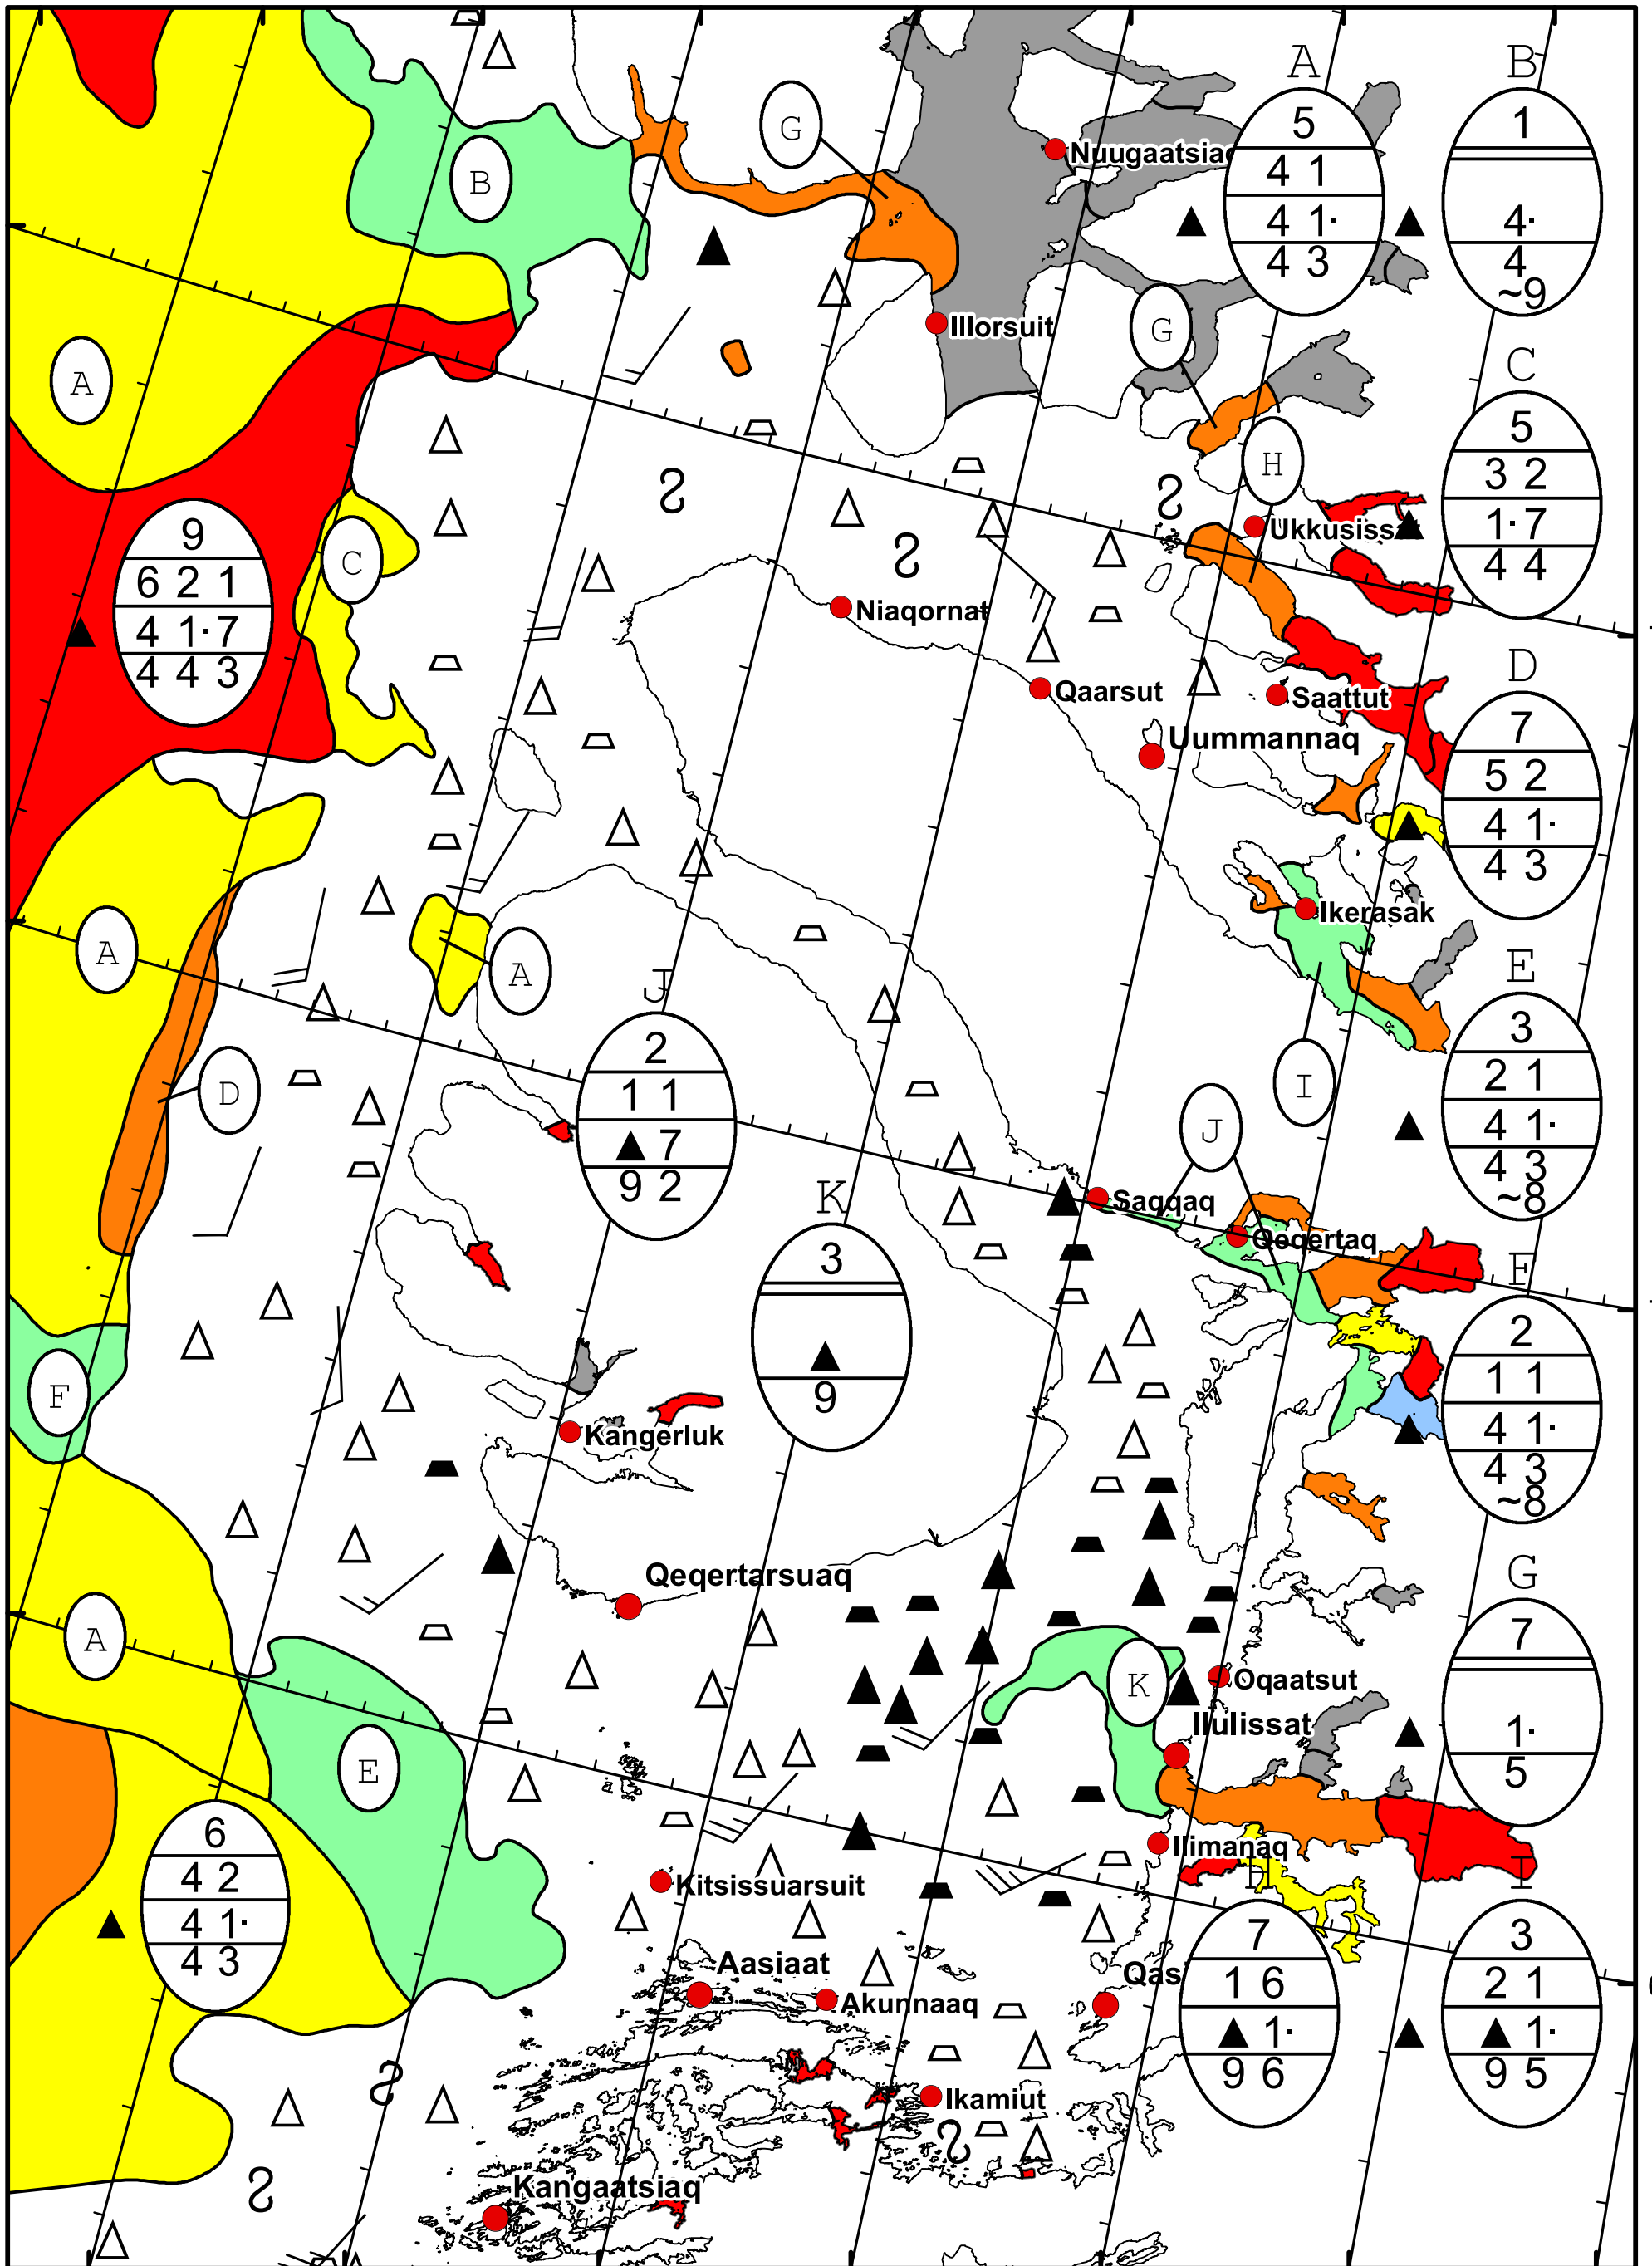 A
5
4 1
4 1·
4 3
B
1
4·
4
~9
G
B
Nuugaatsiaq
Illorsuit
G
A
C
5
3 2
1· 7
4 4
H
Ukkusissat
9
6 2 1
4 1· 7
4 4 3
C
Niaqornat
Qaarsut
Saattut
Uummannaq
D
7
5 2
4 1·
4 3
Ikerasak
A
A
J
2
1 1
7
9 2
E
3
2 1
4 1·
4 3
~8
D
I
J
Saqqaq
Qeqertaq
K
3
9
F
2
1 1
4 1·
4 3
~8
F
Kangerluk
Qeqertarsuaq
G
7
1·
5
A
K
Oqaatsut
Ilulissat
E
6
4 2
4 1·
4 3
Ilimanaq
Kitsissuarsuit
H
7
1 6
1·
9 6
I
3
2 1
1·
9 5
Aasiaat
Akunnaaq
Qas
Ikamiut
Kangaatsiaq